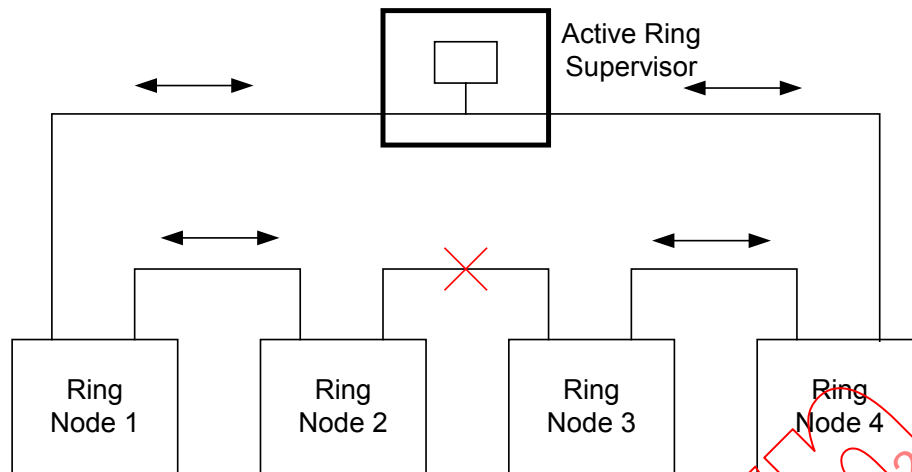 Active Ring
Supervisor
Ring
Node 1
Ring
Node 2
Ring
Node 3
Ring
Node 4